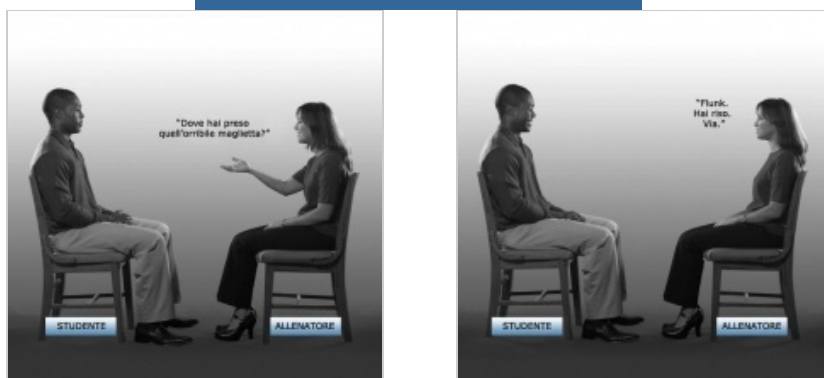 "Dove hai preso
quell'orribile maglietta?"
STUDENTE
ALLENATORE
"Flunk.
Hai riso.
Via."
STUDENTE
ALLENATORE